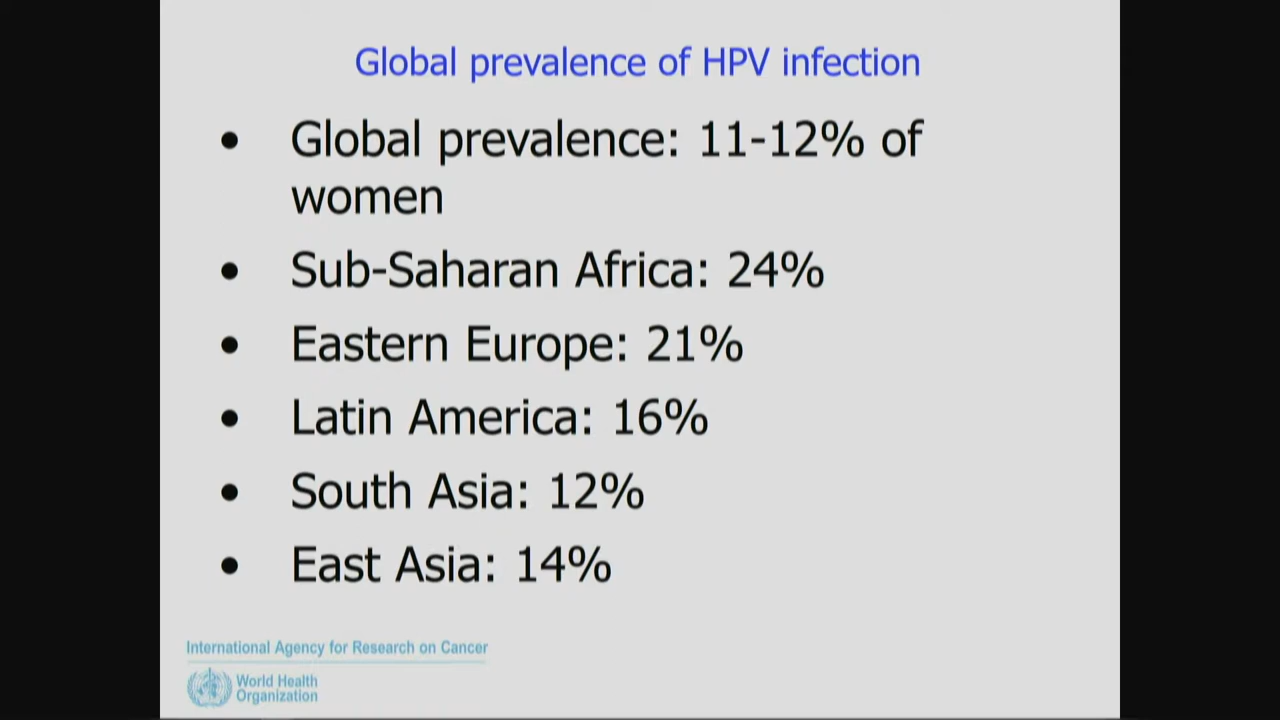 Global prevalence of HPV infection
• Global prevalence: 11-12% of
women
• Sub-Saharan Africa: 24%
• Eastern Europe: 21%
• Latin America: 16%
• South Asia: 12%
• East Asia: 14%
International Agency for Research on Cancer
World Health
Organization